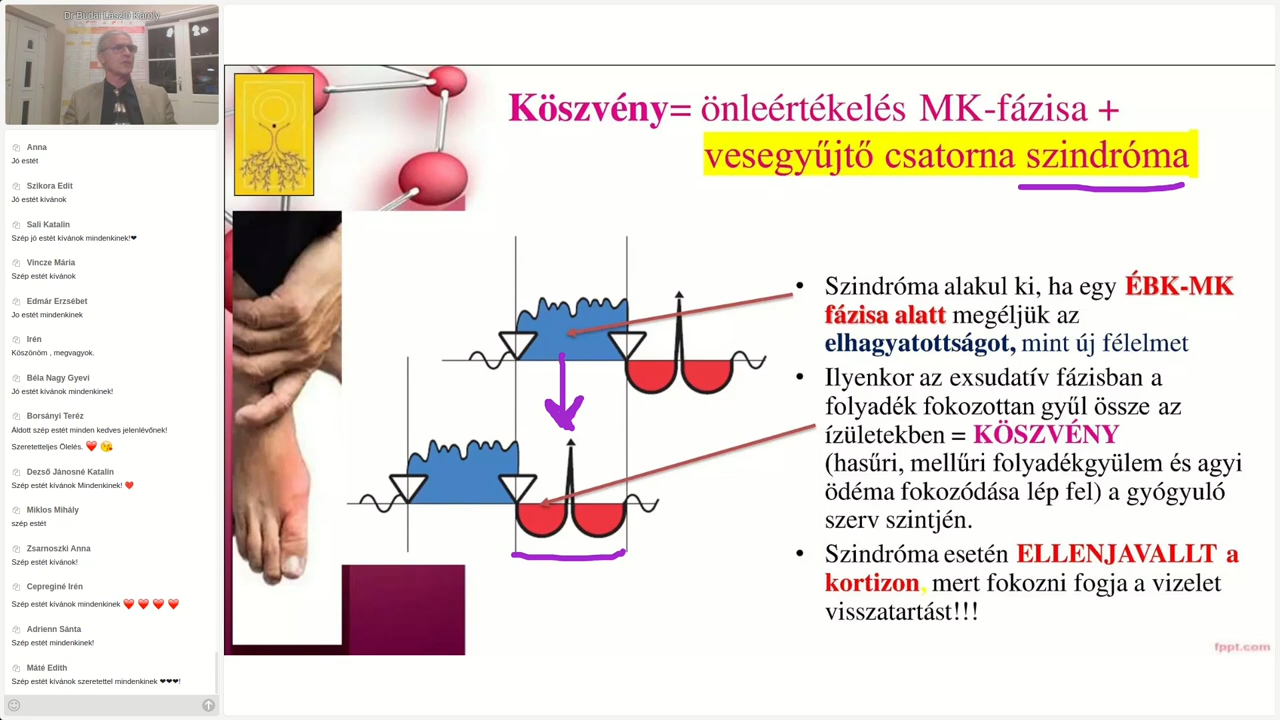 Dr Budai László Károly
Anna
Jó estét
Szikora Edit
Jó estét kívánok
Sali Katalin
Szép jó estét kívánok mindenkinek!❤
Vincze Mária
Szép estét kívánok
Edmár Erzsébet
Jo estét mindenkinek
Irén
Köszönöm , megvagyok.
Béla Nagy Gyevi
Jó estét kívánok mindenkinek!
Borsányi Teréz
Áldott szép estét minden kedves jelenlévőnek!
Szeretetteljes Ölelés. ❤️ 😘
Dezső Jánosné Katalin
Szép estét kívánok Mindenkinek! ❤️
Miklos Mihály
szép estét
Zsarnoszki Anna
Szép estét kívánok!
Cepreginé Irén
Szép estét kívánok mindenkinek ❤️ ❤️ ❤️ ❤️
Adrienn Sánta
Szép estét mindenkinek!
Máté Edith
Szép estét kívánok szeretettel mindenkinek ❤❤❤!
Köszvény= önleértékelés MK-fázisa +
vesegyűjtő csatorna szindróma
• Szindróma alakul ki, ha egy ÉBK-MK
fázisa alatt megéljük az
elhagyatottságot, mint új félelmet
• Ilyenkor az exsudatív fázisban a
folyadék fokozottan gyűl össze az
ízületekben = KÖSZVÉNY
(hasűri, mellűri folyadékgyülem és agyi
ödéma fokozódása lép fel) a gyógyuló
szerv szintjén.
• Szindróma esetén ELLENJAVALLT a
kortizon, mert fokozni fogja a vizelet
visszatartást!!!
fppt.com